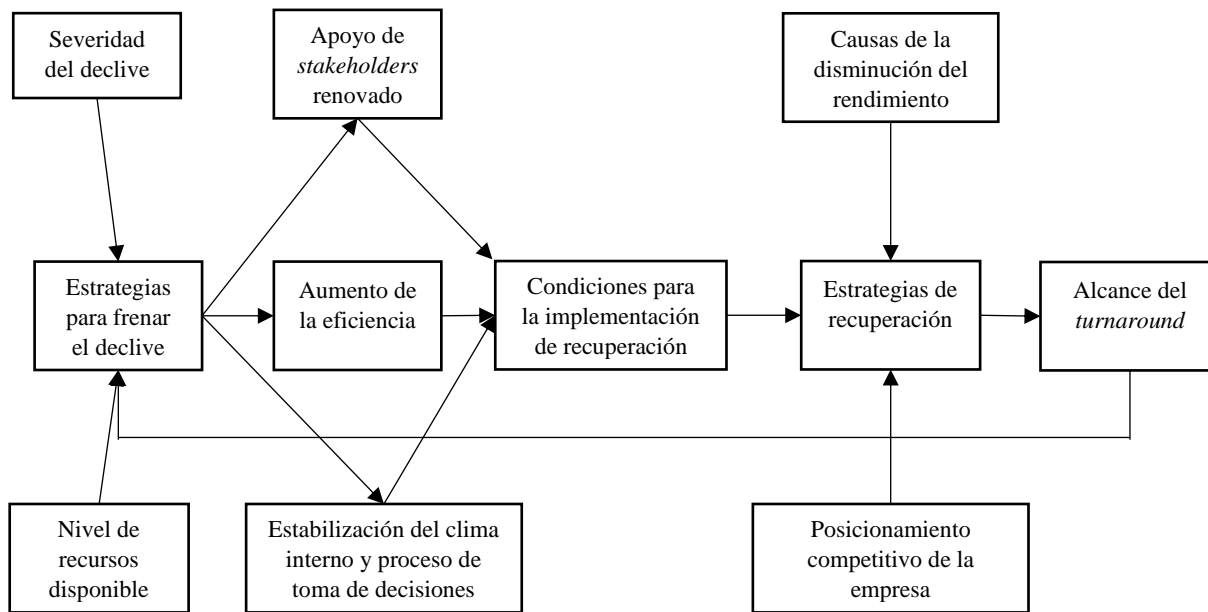 Severidad
del declive
Apoyo de
stakeholders
renovado
Causas de la
disminución del
rendimiento
Estrategias
para frenar
el declive
Aumento de
la eficiencia
Condiciones para
la implementación
de recuperación
Estrategias de
recuperación
Alcance del
turnaround
Nivel de
recursos
disponible
Estabilización del clima
interno y proceso de
toma de decisiones
Posicionamiento
competitivo de la
empresa